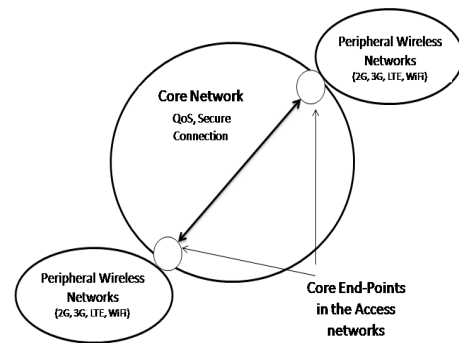 Peripheral Wireless
Networks
(2G, 3G, LTE, WiFi)
Core Network
QoS, Secure
Connection
Peripheral Wireless
Networks
(2G, 3G, LTE, WiFi)
Core End-Points
in the Access
networks